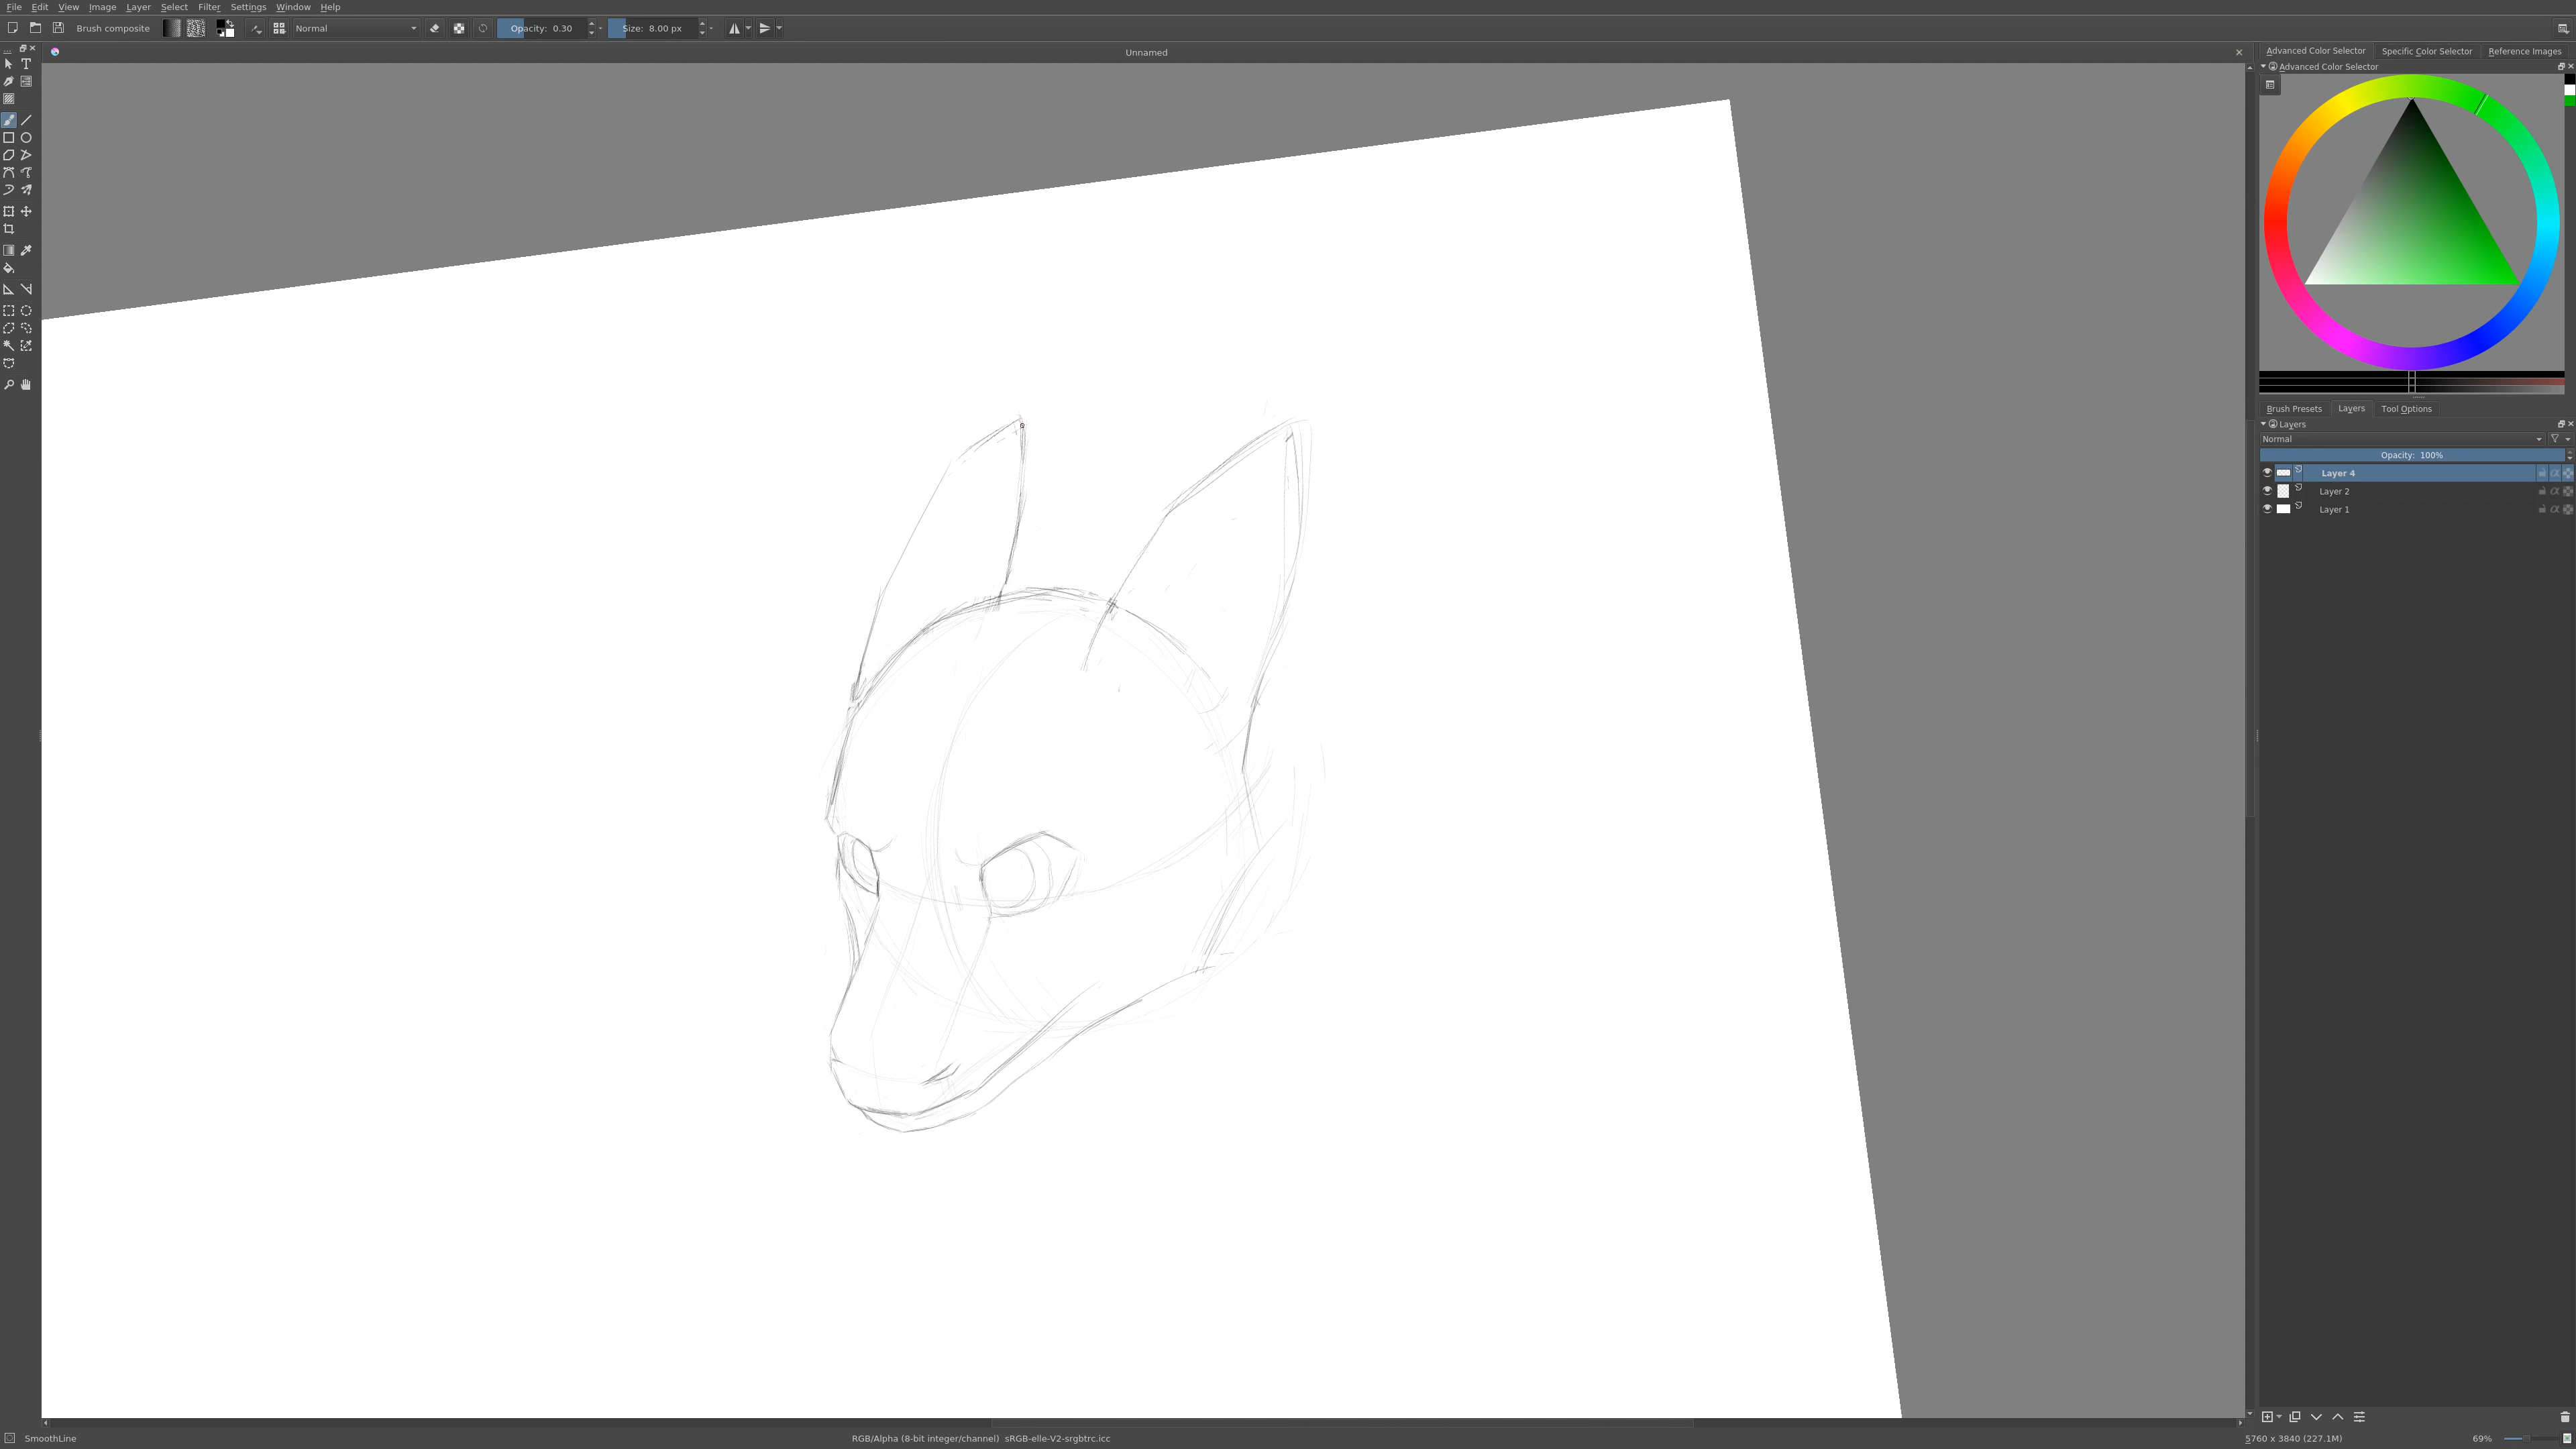 File Edit View Image Layer Select Filter Settings Window Help
Brush composite Normal Opacity: 0.30 Size: 8.00 px
Unnamed
Advanced Color Selector Specific Color Selector Reference Images
Advanced Color Selector
Brush Presets Layers Tool Options
Layers
Normal
Opacity: 100%
Layer 4
Layer 2
Layer 1
SmoothLine RGB/Alpha (8-bit integer/channel) sRGB-elle-V2-srgbtrc.icc 5760 x 3840 (227.1M) 69%